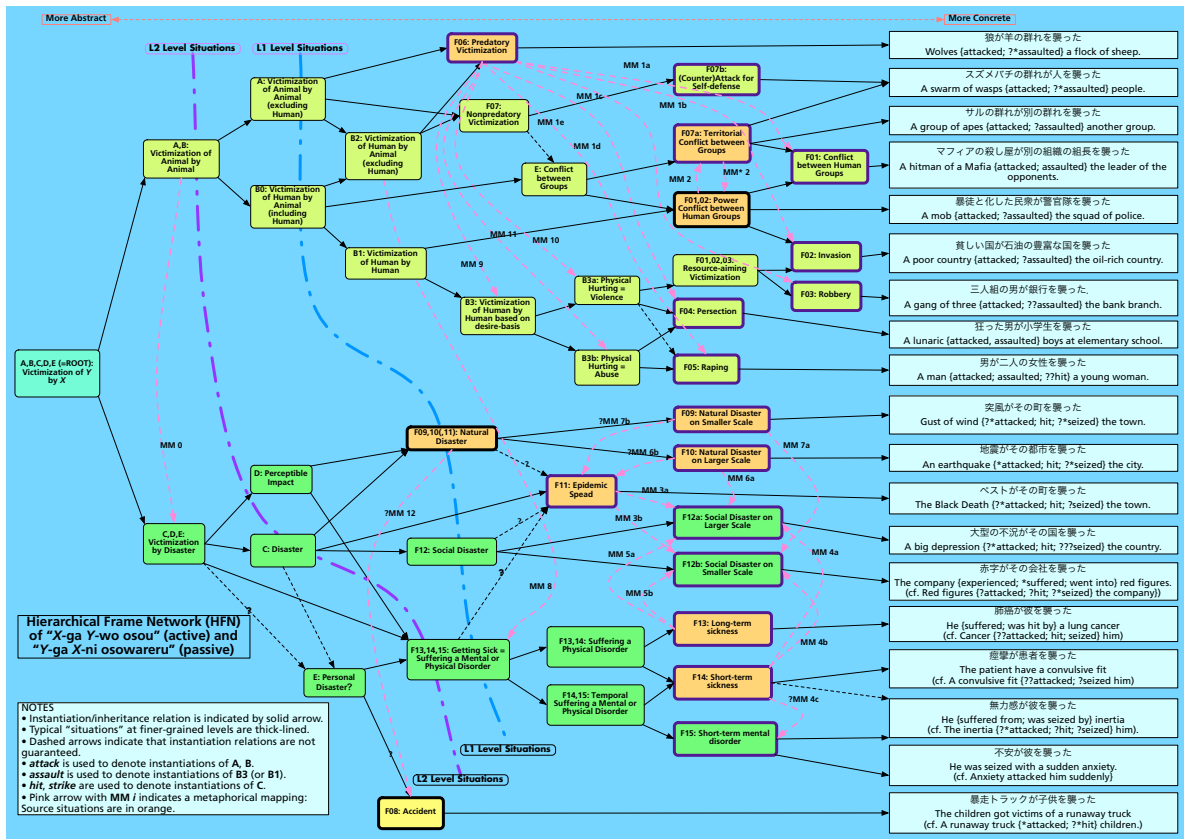 More Abstract
More Concrete
L2 Level Situations
L1 Level Situations
A,B,C,D,E (=ROOT):
Victimization of Y
by X
A,B:
Victimization of
Animal by
Animal
C,D,E:
Victimization
by Disaster
A: Victimization
of Animal by
Animal
(excluding
Human)
B0: Victimization
of Human by
Animal
(including
Human)
B2: Victimization
of Human by
Animal
(excluding
Human)
B1: Victimization
of Human by
Human
F06: Predatory
Victimization
F07:
Nonpredatory
Victimization
E: Conflict
between
Groups
B3: Victimization
of Human by
Human based on
desire-basis
B3a: Physical
Hurting =
Violence
B3b: Physical
Hurting =
Abuse
F07b:
(Counter)Attack for
Self-defense
F07a: Territorial
Conflict between
Groups
F01,02: Power
Conflict between
Human Groups
F01: Conflict
between Human
Groups
F01,02,03:
Resource-aiming
Victimization
F02: Invasion
F03: Robbery
F04: Persection
F05: Raping
D: Perceptible
Impact
C: Disaster
E: Personal
Disaster?
F09,10(,11): Natural
Disaster
F12: Social Disaster
F13,14,15: Getting Sick =
Suffering a Mental or
Physical Disorder
F11: Epidemic
Spead
F13,14: Suffering a
Physical Disorder
F14,15: Temporal
Suffering a Mental or
Physical Disorder
F09: Natural Disaster
on Smaller Scale
F10: Natural Disaster
on Larger Scale
F12a: Social Disaster on
Larger Scale
F12b: Social Disaster on
Smaller Scale
F13: Long-term
sickness
F14: Short-term
sickness
F15: Short-term mental
disorder
F08: Accident
MM 0
MM 1a
MM 1b
MM 1c
MM 1d
MM 1e
MM 2
MM* 2
MM 11
MM 10
MM 9
?MM 7b
?MM 6b
MM 7a
MM 6a
MM 3a
MM 3b
MM 5a
MM 5b
MM 4a
MM 4b
?MM 4c
?MM 12
MM 8
?
?
?
?
?
L1 Level Situations
L2 Level Situations
狼が羊の群れを襲った
Wolves {attacked; ?*assaulted} a flock of sheep.
スズメバチの群れが人を襲った
A swarm of wasps {attacked; ?*assaulted} people.
サルの群れが別の群れを襲った
A group of apes {attacked; ?assaulted} another group.
マフィアの殺し屋が別の組織の組長を襲った
A hitman of a Mafia {attacked; assaulted} the leader of the
opponents.
暴徒と化した民衆が警官隊を襲った
A mob {attacked; ?assaulted} the squad of police.
貧しい国が石油の豊富な国を襲った
A poor country {attacked; ?assaulted} the oil-rich country.
三人組の男が銀行を襲った.
A gang of three {attacked; ??assaulted} the bank branch.
狂った男が小学生を襲った
A lunaric {attacked, assaulted} boys at elementary school.
男が二人の女性を襲った
A man {attacked; assaulted; ??hit} a young woman.
突風がその町を襲った
Gust of wind {?*attacked; hit; ?*seized} the town.
地震がその都市を襲った
An earthquake {*attacked; hit; ?*seized} the city.
ペストがその町を襲った
The Black Death {?*attacked; hit; ?seized} the town.
大型の不況がその国を襲った
A big depression {?*attacked; hit; ???seized} the country.
赤字がその会社を襲った
The company {experienced; *suffered; went into} red figures.
(cf. Red figures {?attacked; ?hit; ?*seized} the company})
肺癌が彼を襲った
He {suffered; was hit by} a lung cancer
(cf. Cancer {??attacked; hit; seized} him)
痙攣が患者を襲った
The patient have a convulsive fit
(cf. A convulsive fit {??attacked; ?seized him)
無力感が彼を襲った
He {suffered from; was seized by} inertia
(cf. The inertia {?*attacked; ?hit; ?seized} him).
不安が彼を襲った
He was seized with a sudden anxiety.
(cf. Anxiety attacked him suddenly}
暴走トラックが子供を襲った
The children got victims of a runaway truck
(cf. A runaway truck {*attacked; ?*hit} children.)
Hierarchical Frame Network (HFN)
of "X-ga Y-wo osou" (active) and
"Y-ga X-ni osowareru" (passive)
NOTES
• Instantiation/inheritance relation is indicated by solid arrow.
• Typical "situations" at finer-grained levels are thick-lined.
• Dashed arrows indicate that instantiation relations are not
guaranteed.
• attack is used to denote instantiations of A, B.
• assault is used to denote instantiations of B3 (or B1).
• hit, strike are used to denote instantiations of C.
• Pink arrow with MM i indicates a metaphorical mapping:
Source situations are in orange.